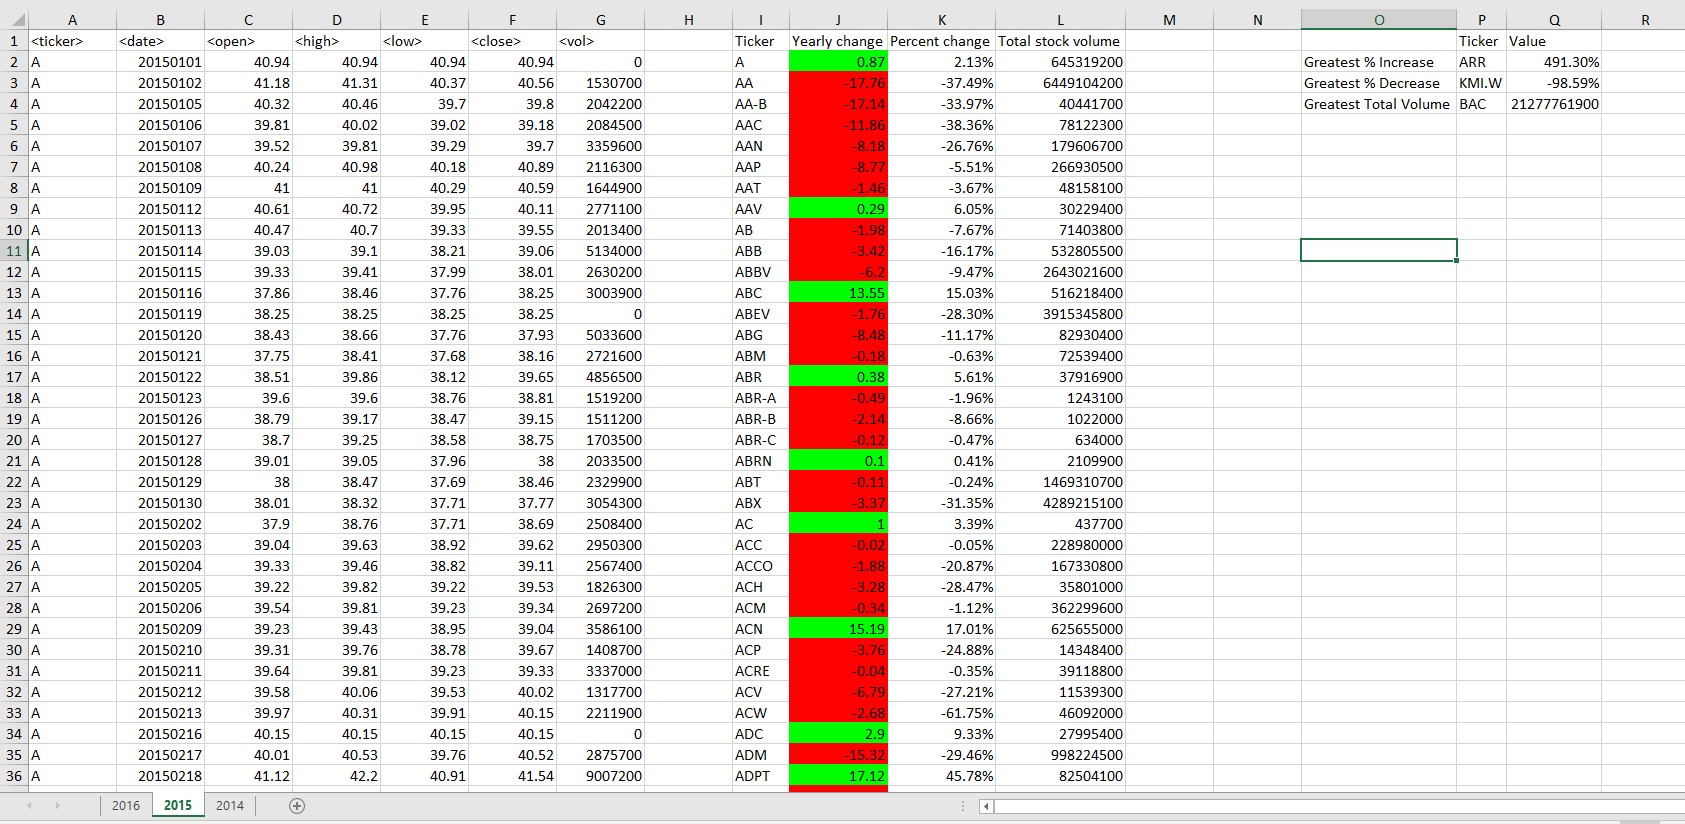 A B C D E F G H I J K L M N O P Q R
1 <ticker> <date> <open> <high> <low> <close> <vol> Ticker Yearly change Percent change Total stock volume Ticker Value
2 A 20150101 40.94 40.94 40.94 40.94 0 A 0.87 2.13% 645319200 Greatest % Increase ARR 491.30%
3 A 20150102 41.18 41.31 40.37 40.56 1530700 AA -17.76 -37.49% 6449104200 Greatest % Decrease KMI.W -98.59%
4 A 20150105 40.32 40.46 39.7 39.8 2042200 AA-B -17.14 -33.97% 40441700 Greatest Total Volume BAC 21277761900
5 A 20150106 39.81 40.02 39.02 39.18 2084500 AAC -11.86 -38.36% 78122300
6 A 20150107 39.52 39.81 39.29 39.7 3359600 AAN -8.18 -26.76% 179606700
7 A 20150108 40.24 40.98 40.18 40.89 2116300 AAP -8.77 -5.51% 266930500
8 A 20150109 41 41 40.29 40.59 1644900 AAT -1.46 -3.67% 48158100
9 A 20150112 40.61 40.72 39.95 40.11 2771100 AAV 0.29 6.05% 30229400
10 A 20150113 40.47 40.7 39.33 39.55 2013400 AB -1.98 -7.67% 71403800
11 A 20150114 39.03 39.1 38.21 39.06 5134000 ABB -3.42 -16.17% 532805500
12 A 20150115 39.33 39.41 37.99 38.01 2630200 ABBV -6.2 -9.47% 2643021600
13 A 20150116 37.86 38.46 37.76 38.25 3003900 ABC 13.55 15.03% 516218400
14 A 20150119 38.25 38.25 38.25 38.25 0 ABEV -1.76 -28.30% 3915345800
15 A 20150120 38.43 38.66 37.76 37.93 5033600 ABG -8.48 -11.17% 82930400
16 A 20150121 37.75 38.41 37.68 38.16 2721600 ABM -0.18 -0.63% 72539400
17 A 20150122 38.51 39.86 38.12 39.65 4856500 ABR 0.38 5.61% 37916900
18 A 20150123 39.6 39.6 38.76 38.81 1519200 ABR-A -0.49 -1.96% 1243100
19 A 20150126 38.79 39.17 38.47 39.15 1511200 ABR-B -2.14 -8.66% 1022000
20 A 20150127 38.7 39.25 38.58 38.75 1703500 ABR-C -0.12 -0.47% 634000
21 A 20150128 39.01 39.05 37.96 38 2033500 ABRN 0.1 0.41% 2109900
22 A 20150129 38 38.47 37.69 38.46 2329900 ABT -0.11 -0.24% 1469310700
23 A 20150130 38.01 38.32 37.71 37.77 3054300 ABX -3.37 -31.35% 4289215100
24 A 20150202 37.9 38.76 37.71 38.69 2508400 AC 1 3.39% 437700
25 A 20150203 39.04 39.63 38.92 39.62 2950300 ACC -0.02 -0.05% 228980000
26 A 20150204 39.33 39.46 38.82 39.11 2567400 ACCO -1.88 -20.87% 167330800
27 A 20150205 39.22 39.82 39.22 39.53 1826300 ACH -3.28 -28.47% 35801000
28 A 20150206 39.54 39.81 39.23 39.34 2697200 ACM -0.34 -1.12% 362299600
29 A 20150209 39.23 39.43 38.95 39.04 3586100 ACN 15.19 17.01% 625655000
30 A 20150210 39.31 39.76 38.78 39.67 1408700 ACP -3.76 -24.88% 14348400
31 A 20150211 39.64 39.81 39.23 39.33 3337000 ACRE -0.04 -0.35% 39118800
32 A 20150212 39.58 40.06 39.53 40.02 1317700 ACV -6.79 -27.21% 11539300
33 A 20150213 39.97 40.31 39.91 40.15 2211900 ACW -2.68 -61.75% 46092000
34 A 20150216 40.15 40.15 40.15 40.15 0 ADC 2.9 9.33% 27995400
35 A 20150217 40.01 40.53 39.76 40.52 2875700 ADM -15.32 -29.46% 998224500
36 A 20150218 41.12 42.2 40.91 41.54 9007200 ADPT 17.12 45.78% 82504100
2016 2015 2014